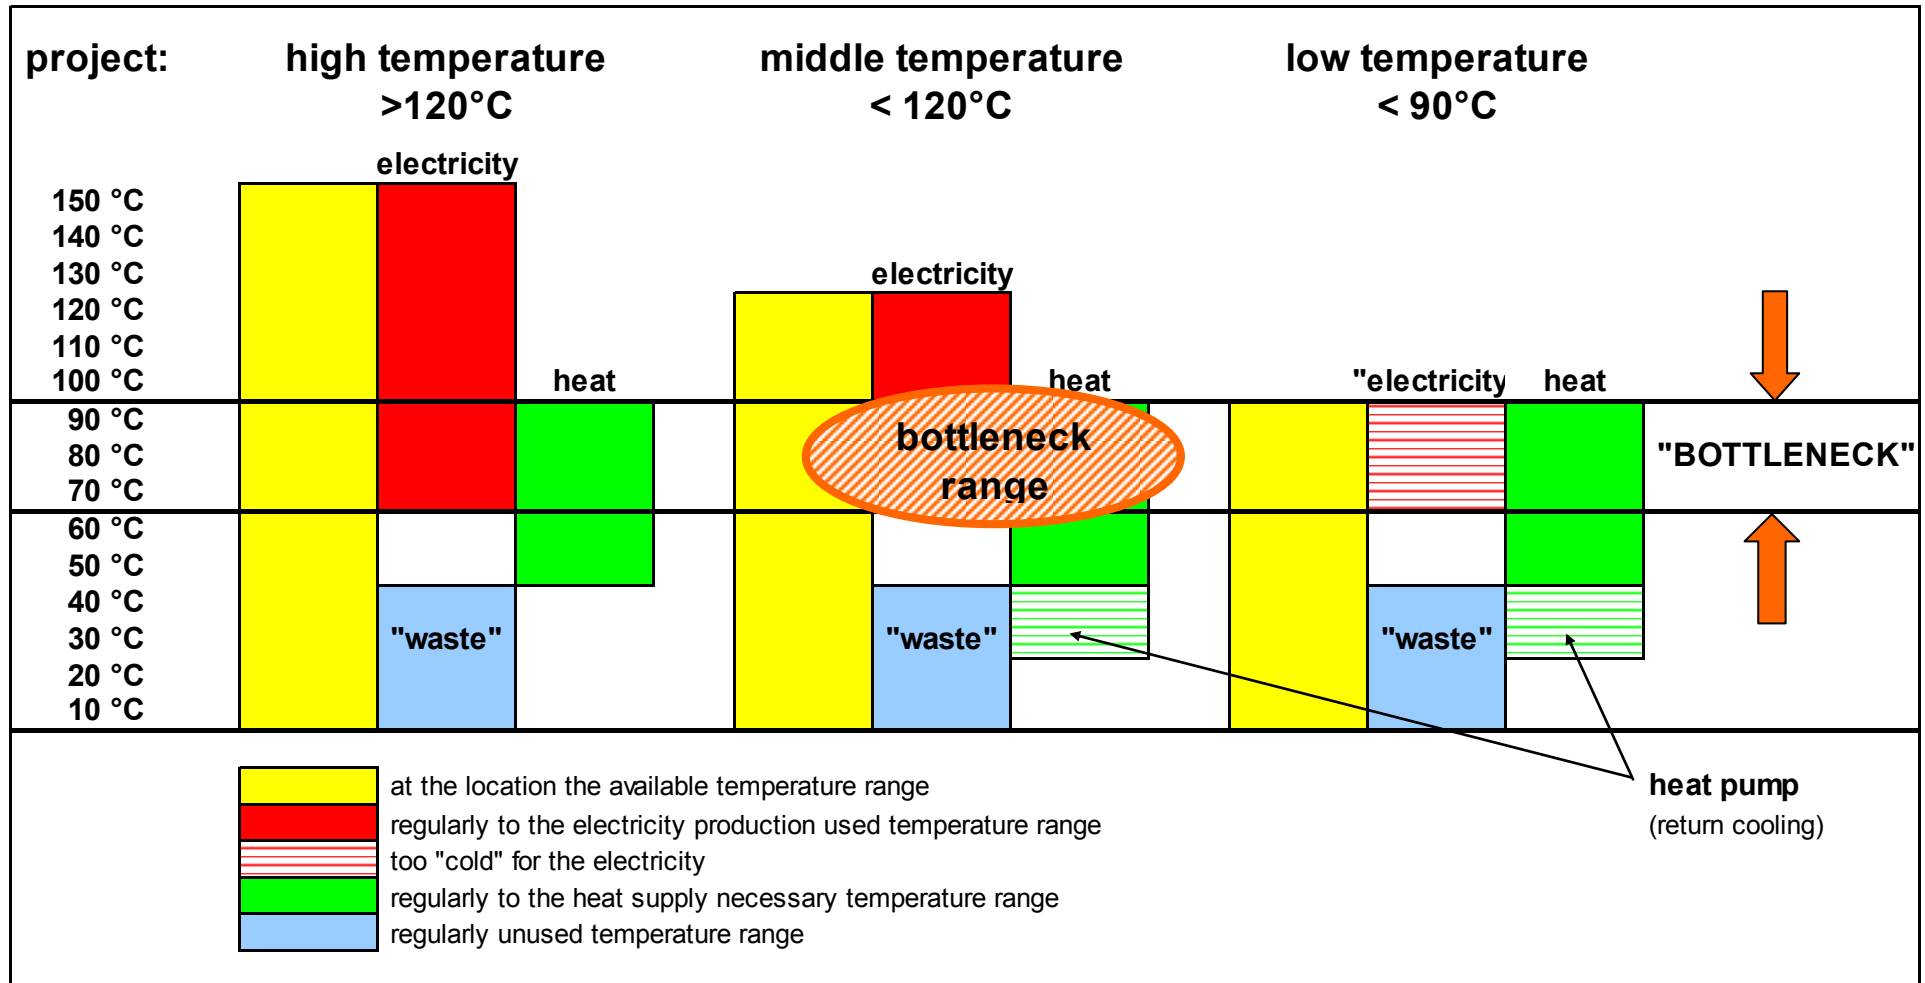 project:
high temperature
>120°C
middle temperature
< 120°C
low temperature
< 90°C
electricity
150 °C
140 °C
130 °C
electricity
120 °C
110 °C
100 °C
heat
heat
"electricity
heat
90 °C
80 °C
70 °C
bottleneck
range
"BOTTLENECK"
60 °C
50 °C
40 °C
30 °C
20 °C
10 °C
"waste"
"waste"
"waste"
at the location the available temperature range
regularly to the electricity production used temperature range
too "cold" for the electricity
regularly to the heat supply necessary temperature range
regularly unused temperature range
heat pump
(return cooling)